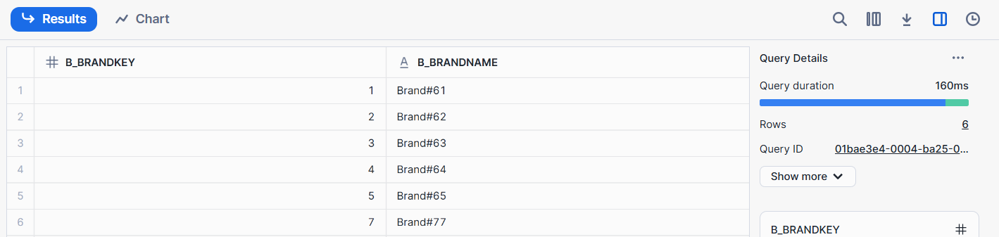 Results Chart
B_BRANDKEY A B_BRANDNAME
1 1 Brand#61
2 2 Brand#62
3 3 Brand#63
4 4 Brand#64
5 5 Brand#65
6 7 Brand#77
Query Details ...
Query duration 160ms
Rows 6
Query ID 01bae3e4-0004-ba25-0...
Show more
B_BRANDKEY #